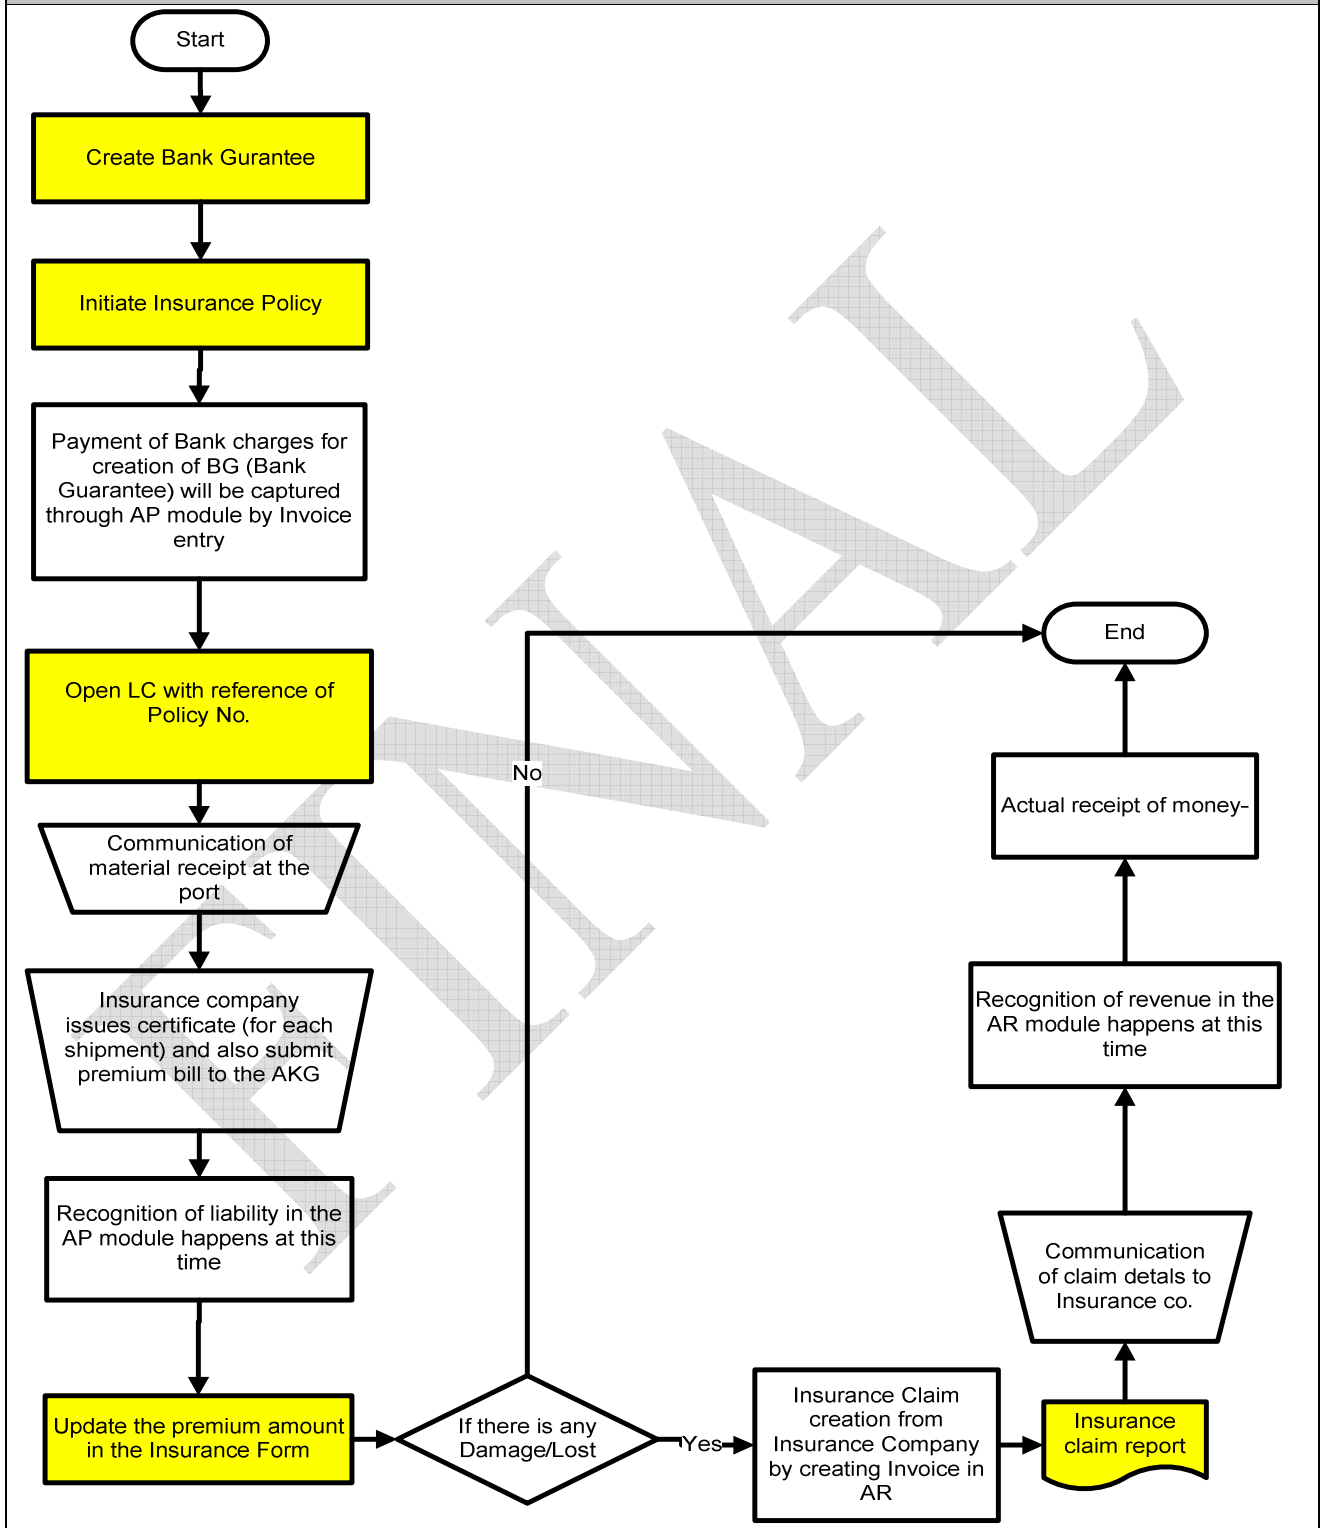 Start
Create Bank Gurantee
Initiate Insurance Policy
Payment of Bank charges for
creation of BG (Bank
Guarantee) will be captured
through AP module by Invoice
entry
Open LC with reference of
Policy No.
Communication of
material receipt at the
port
Insurance company
issues certificate (for each
shipment) and also submit
premium bill to the AKG
Recognition of liability in the
AP module happens at this
time
Update the premium amount
in the Insurance Form
If there is any
Damage/Lost
No
Yes
Insurance Claim
creation from
Insurance Company
by creating Invoice in
AR
Insurance
claim report
Communication
of claim detals to
Insurance co.
Recognition of revenue in the
AR module happens at this
time
Actual receipt of money-
End
FINAL